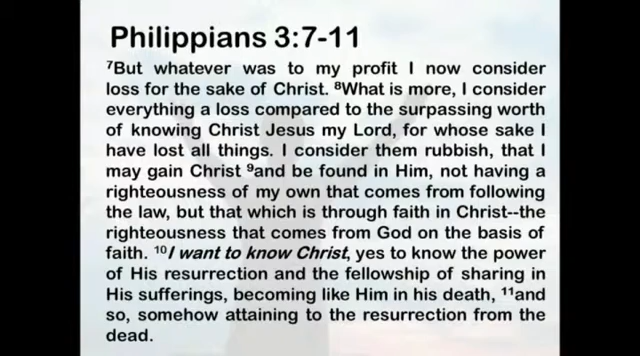 Philippians 3:7-11
⁷But whatever was to my profit I now consider
loss for the sake of Christ. ⁸What is more, I consider
everything a loss compared to the surpassing worth
of knowing Christ Jesus my Lord, for whose sake I
have lost all things. I consider them rubbish, that I
may gain Christ ⁹and be found in Him, not having a
righteousness of my own that comes from following
the law, but that which is through faith in Christ--the
righteousness that comes from God on the basis of
faith. ¹⁰I want to know Christ, yes to know the power
of His resurrection and the fellowship of sharing in
His sufferings, becoming like Him in his death, ¹¹and
so, somehow attaining to the resurrection from the
dead.